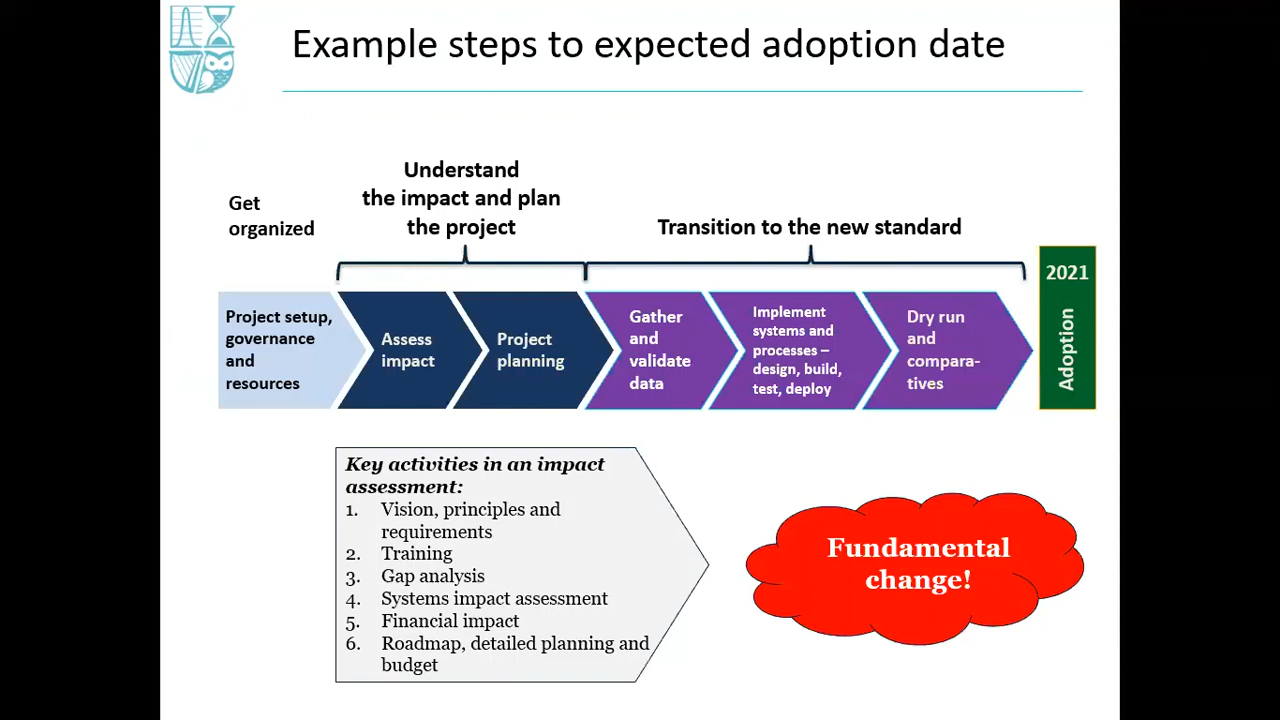 Example steps to expected adoption date
Get
organized
Understand
the impact and plan
the project
Transition to the new standard
Project setup,
governance
and
resources
Assess
impact
Project
planning
Gather
and
validate
data
Implement
systems and
processes –
design, build,
test, deploy
Dry run
and
compara-
tives
2021
Adoption
Key activities in an impact
assessment:
1. Vision, principles and
requirements
2. Training
3. Gap analysis
4. Systems impact assessment
5. Financial impact
6. Roadmap, detailed planning and
budget
Fundamental
change!